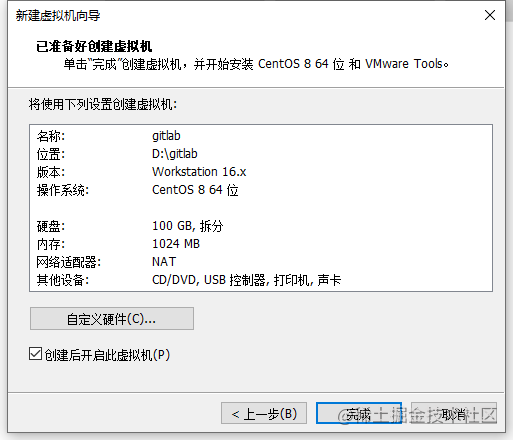 新建虚拟机向导
已准备好创建虚拟机
单击“完成”创建虚拟机，并开始安装 CentOS 8 64 位 和 VMware Tools。
将使用下列设置创建虚拟机:
名称: gitlab
位置: D:\gitlab
版本: Workstation 16.x
操作系统: CentOS 8 64 位
硬盘: 100 GB, 拆分
内存: 1024 MB
网络适配器: NAT
其他设备: CD/DVD, USB 控制器, 打印机, 声卡
自定义硬件(C)...
创建后开启此虚拟机(P)
< 上一步(B) 完成 取消
@稀土掘金技术社区